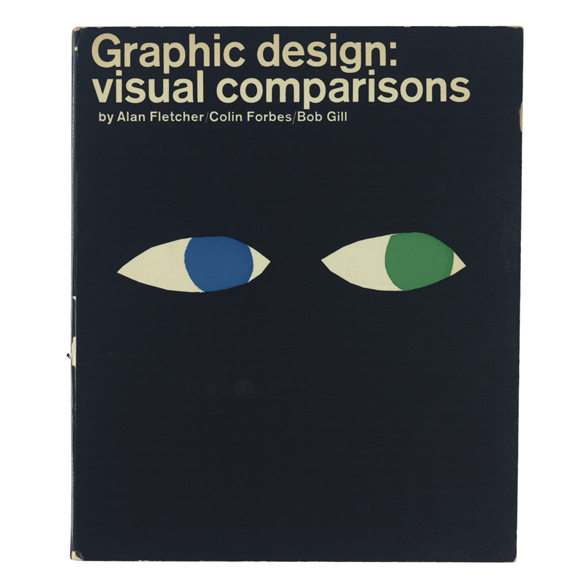 Graphic design:
visual comparisons
by Alan Fletcher/Colin Forbes/Bob Gill